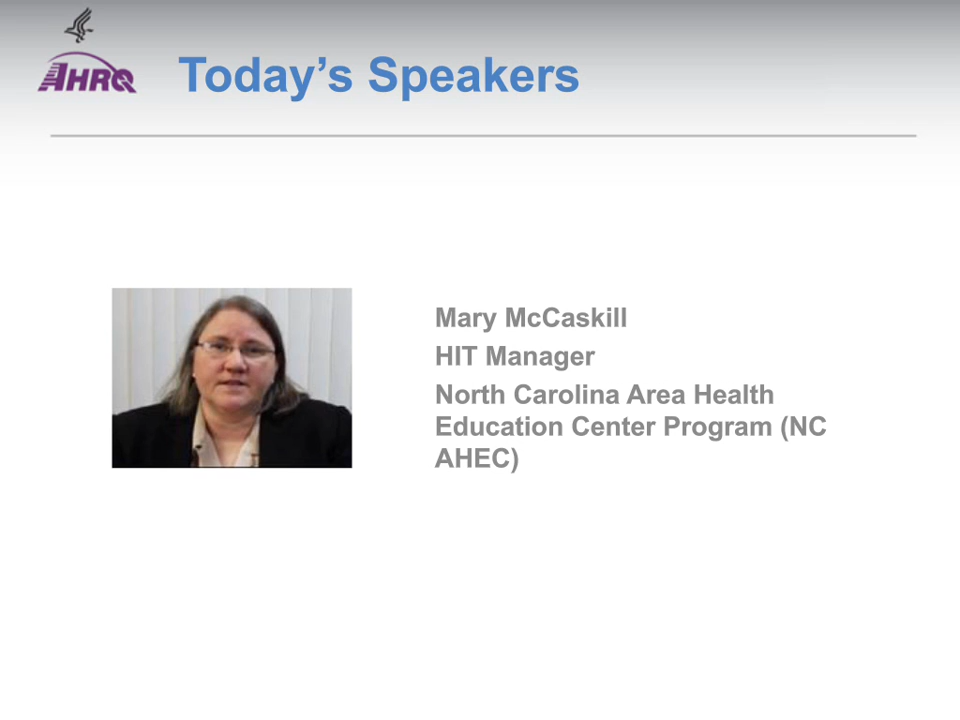 AHRQ
Today’s Speakers
Mary McCaskill
HIT Manager
North Carolina Area Health
Education Center Program (NC
AHEC)